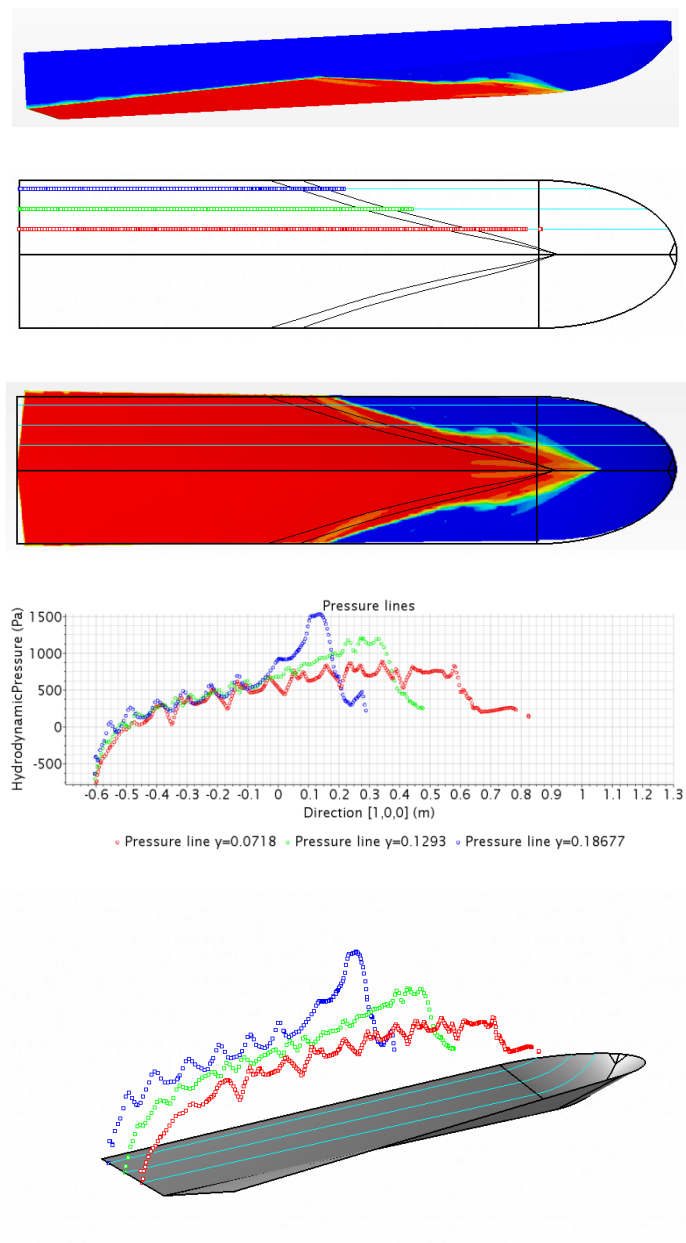 Pressure lines
HydrodynamicPressure (Pa)
1500
1000
500
0
-500
-0.6 -0.5 -0.4 -0.3 -0.2 -0.1 0 0.1 0.2 0.3 0.4 0.5 0.6 0.7 0.8 0.9 1 1.1 1.2 1.3
Direction [1,0,0] (m)
Pressure line y=0.0718 Pressure line y=0.1293 Pressure line y=0.18677